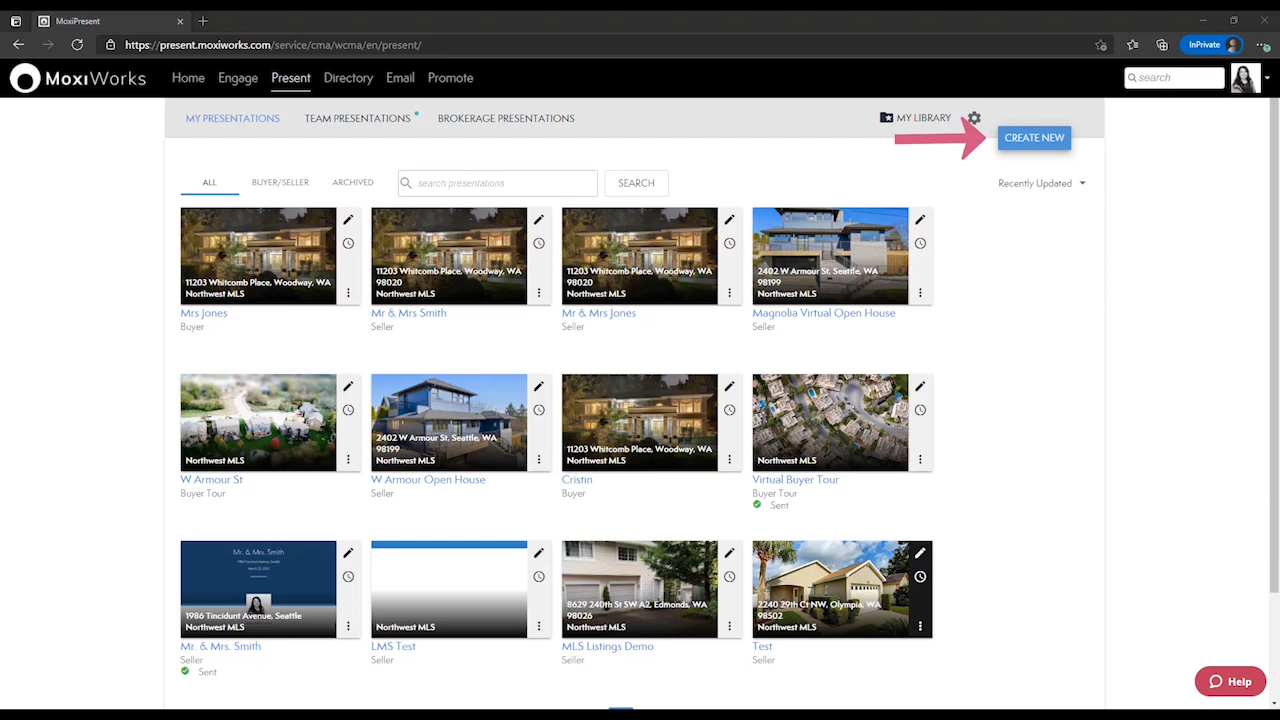 MoxiPresent
https://present.moxiworks.com/service/cma/wcma/en/present/
InPrivate
MoxiWorks
Home
Engage
Present
Directory
Email
Promote
search
MY PRESENTATIONS
TEAM PRESENTATIONS
BROKERAGE PRESENTATIONS
MY LIBRARY
CREATE NEW
ALL
BUYER/SELLER
ARCHIVED
search presentations
SEARCH
Recently Updated
11203 Whitcomb Place, Woodway, WA
Northwest MLS
Mrs Jones
Buyer
11203 Whitcomb Place, Woodway, WA
98020
Northwest MLS
Mr & Mrs Smith
Seller
11203 Whitcomb Place, Woodway, WA
98020
Northwest MLS
Mr & Mrs Jones
Seller
2402 W Armour St, Seattle, WA
98199
Northwest MLS
Magnolia Virtual Open House
Seller
Northwest MLS
W Armour St
Buyer Tour
2402 W Armour St, Seattle, WA
98199
Northwest MLS
W Armour Open House
Seller
11203 Whitcomb Place, Woodway, WA
Northwest MLS
Cristin
Buyer
Northwest MLS
Virtual Buyer Tour
Buyer Tour
Sent
Mr. & Mrs. Smith
1986 Tincidunt Avenue, Seattle
March 23, 2021
1986 Tincidunt Avenue, Seattle
Northwest MLS
Mr. & Mrs. Smith
Seller
Sent
Northwest MLS
LMS Test
Seller
8629 240th St SW A2, Edmonds, WA
98026
Northwest MLS
MLS Listings Demo
Seller
2240 29th Ct NW, Olympia, WA
98502
Northwest MLS
Test
Seller
Help